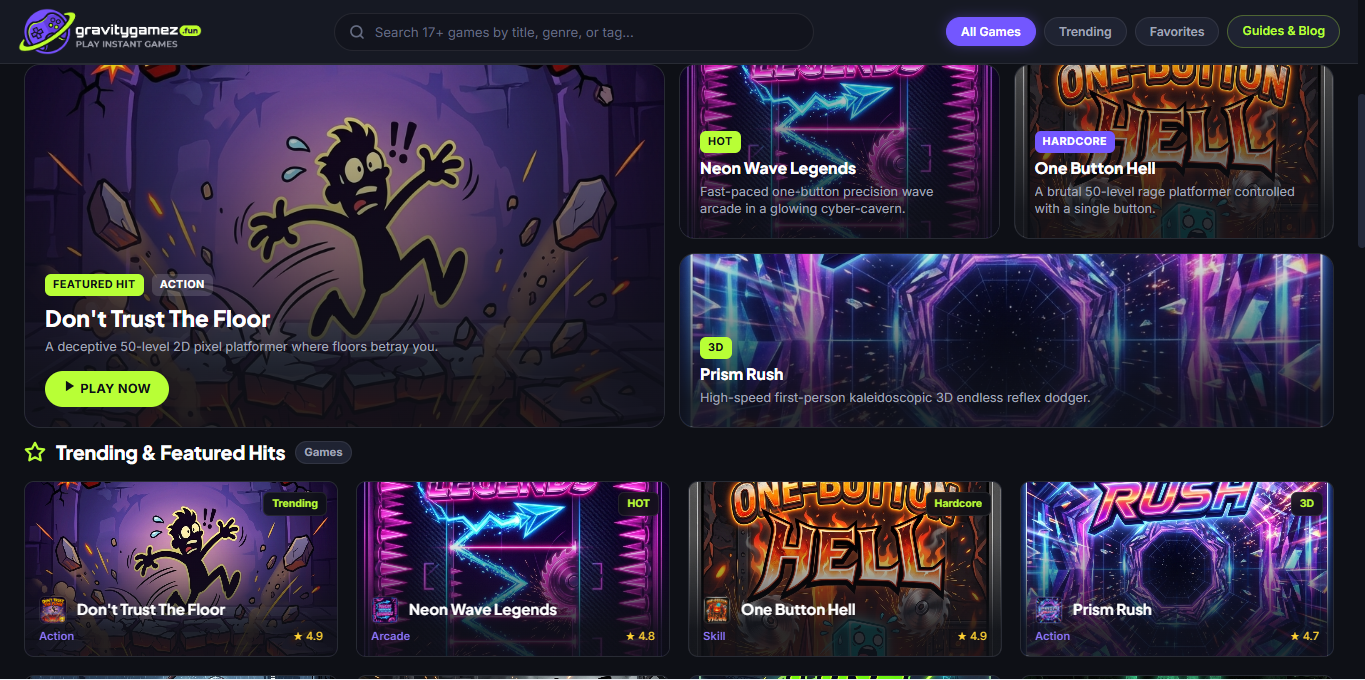 gravitygamez.fun
PLAY INSTANT GAMES
Search 17+ games by title, genre, or tag...
All Games
Trending
Favorites
Guides & Blog
!!
FEATURED HIT
ACTION
Don't Trust The Floor
A deceptive 50-level 2D pixel platformer where floors betray you.
PLAY NOW
LEGENDS
HOT
Neon Wave Legends
Fast-paced one-button precision wave
arcade in a glowing cyber-cavern.
ONE-BUTTON
HELL
HARDCORE
One Button Hell
A brutal 50-level rage platformer controlled
with a single button.
3D
Prism Rush
High-speed first-person kaleidoscopic 3D endless reflex dodger.
Trending & Featured Hits
Games
!!
Trending
Don't Trust The Floor
Action
★ 4.9
LEGENDS
HOT
Neon Wave Legends
Arcade
★ 4.8
ONE-BUTTON
HELL
Hardcore
One Button Hell
Skill
★ 4.9
RUSH
3D
Prism Rush
Action
★ 4.7